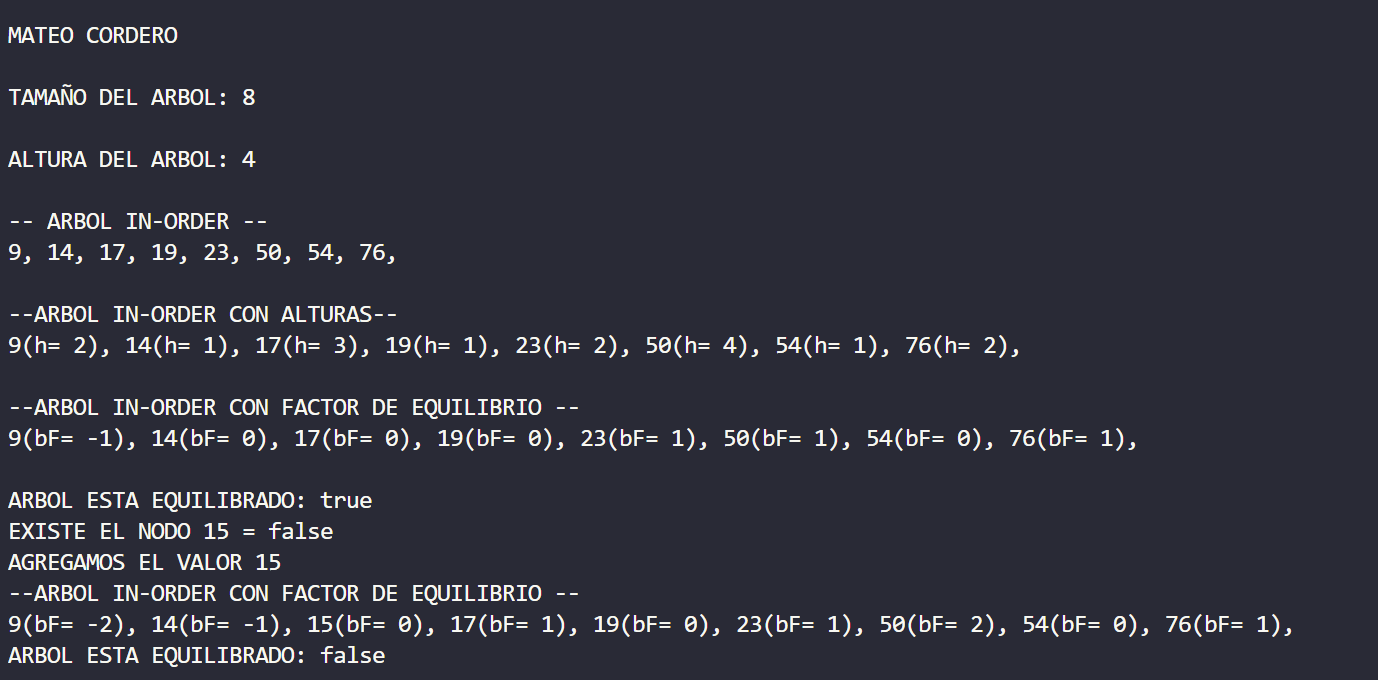 MATEO CORDERO
TAMAÑO DEL ARBOL: 8
ALTURA DEL ARBOL: 4
-- ARBOL IN-ORDER --
9, 14, 17, 19, 23, 50, 54, 76,
--ARBOL IN-ORDER CON ALTURAS--
9(h= 2), 14(h= 1), 17(h= 3), 19(h= 1), 23(h= 2), 50(h= 4), 54(h= 1), 76(h= 2),
--ARBOL IN-ORDER CON FACTOR DE EQUILIBRIO --
9(bF= -1), 14(bF= 0), 17(bF= 0), 19(bF= 0), 23(bF= 1), 50(bF= 1), 54(bF= 0), 76(bF= 1),
ARBOL ESTA EQUILIBRADO: true
EXISTE EL NODO 15 = false
AGREGAMOS EL VALOR 15
--ARBOL IN-ORDER CON FACTOR DE EQUILIBRIO --
9(bF= -2), 14(bF= -1), 15(bF= 0), 17(bF= 1), 19(bF= 0), 23(bF= 1), 50(bF= 2), 54(bF= 0), 76(bF= 1),
ARBOL ESTA EQUILIBRADO: false